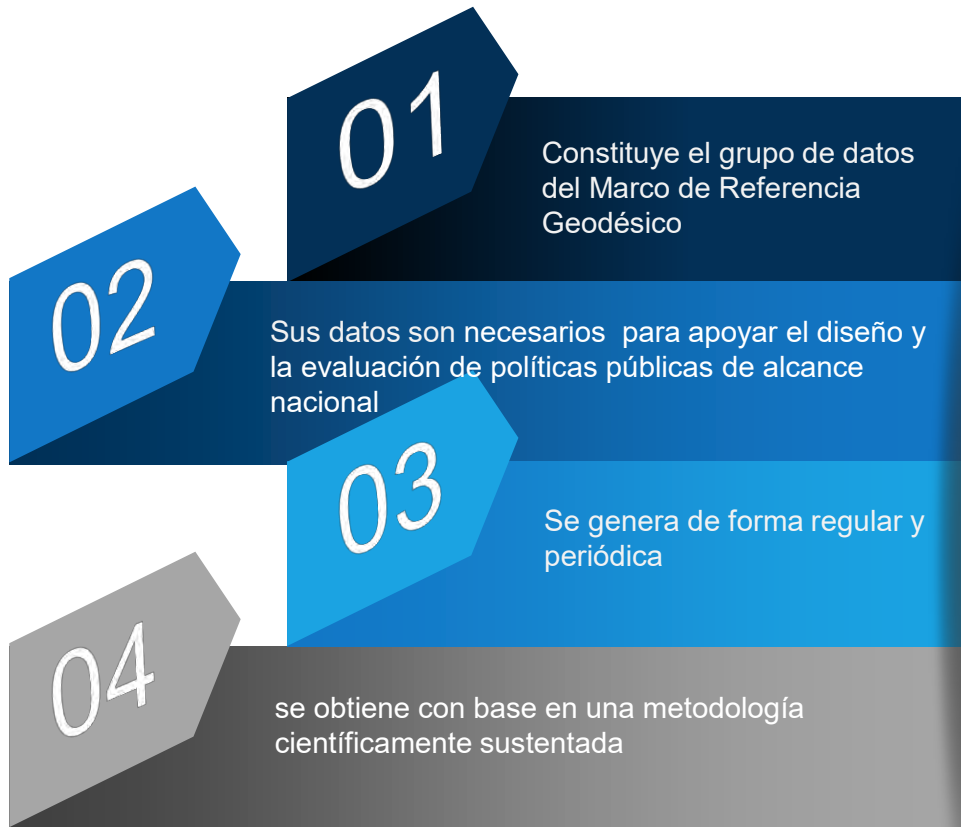 01
Constituye el grupo de datos
del Marco de Referencia
Geodésico
02
Sus datos son necesarios  para apoyar el diseño y
la evaluación de políticas públicas de alcance
nacional
03
Se genera de forma regular y
periódica
04
se obtiene con base en una metodología
científicamente sustentada